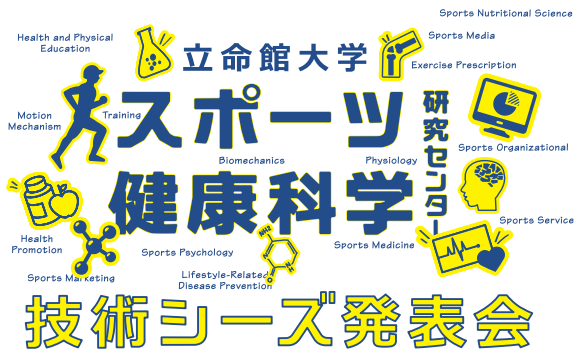 Sports Nutritional Science
Health and Physical
Education
立命館大学
Sports Media
Exercise Prescription
スポーツ
研究センター
Motion
Mechanism
Training
Biomechanics
Physiology
Sports Organizational
健康科学
Sports Service
Health
Promotion
Sports Psychology
Sports Medicine
Sports Marketing
Lifestyle-Related
Disease Prevention
NH2
N
N
H
O
技術シーズ発表会